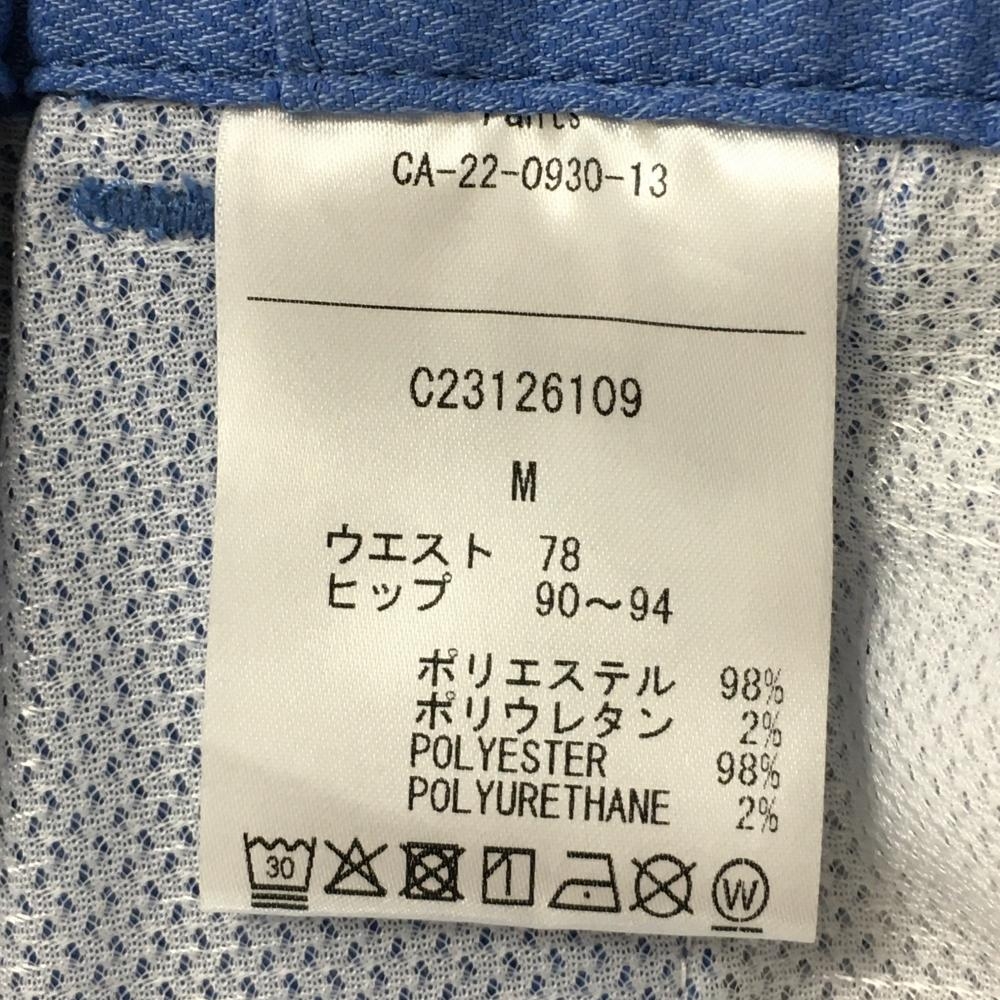 Pants
CA-22-0930-13
C23126109
M
ウエスト 78
ヒップ 90～94
ポリエステル 98%
ポリウレタン 2%
POLYESTER 98%
POLYURETHANE 2%
30 W